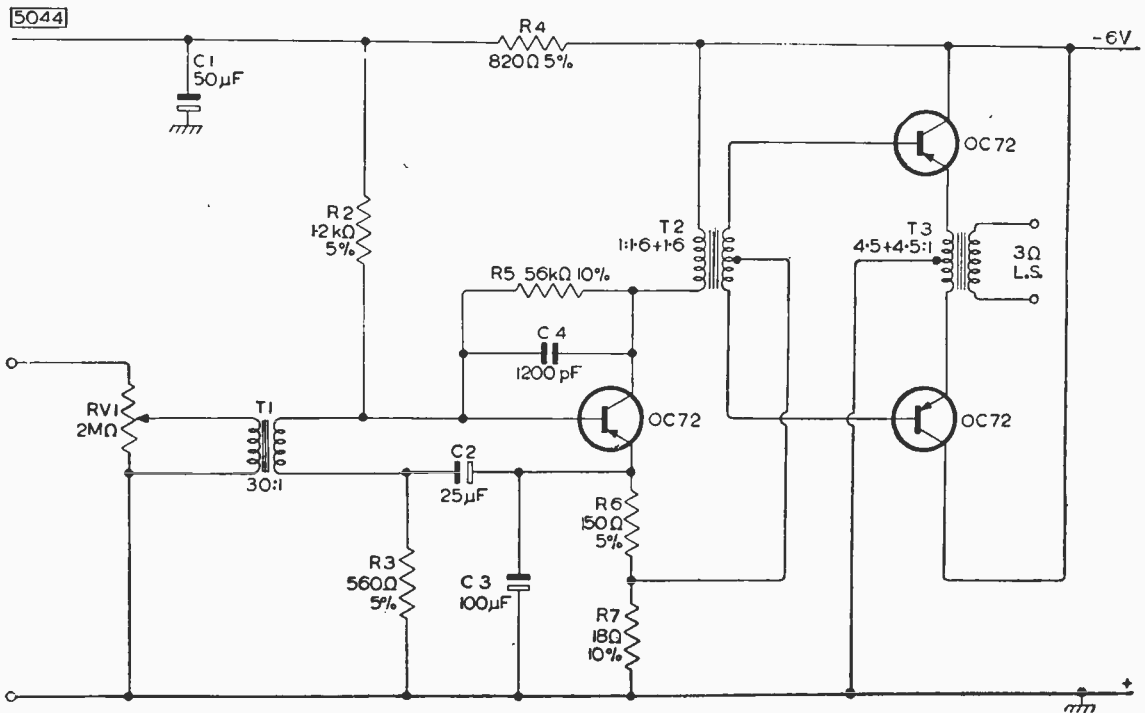 5044
R4
820Ω 5%
-6V
C1
50μF
OC72
R2
1·2kΩ
5%
T2
1:1·6+1·6
T3
4·5+4·5:1
3Ω
L.S.
R5 56kΩ 10%
C4
1200pF
RV1
2MΩ
T1
30:1
OC72
OC72
C2
25μF
R6
150Ω
5%
R3
560Ω
5%
C3
100μF
R7
18Ω
10%
+